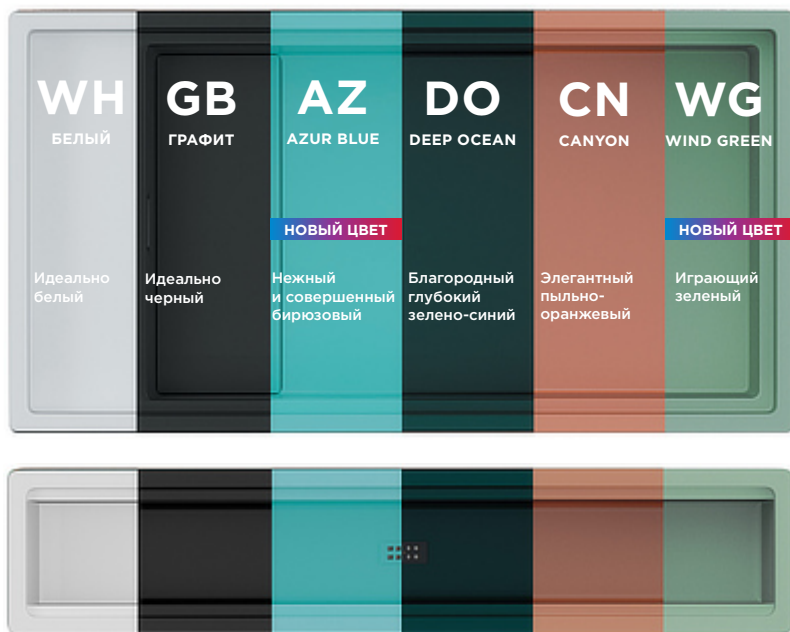 WH
БЕЛЫЙ
Идеально
белый
GB
ГРАФИТ
Идеально
черный
AZ
AZUR BLUE
НОВЫЙ ЦВЕТ
Нежный
и совершенный
бирюзовый
DO
DEEP OCEAN
Благородный
глубокий
зелено-синий
CN
CANYON
Элегантный
пыльно-
оранжевый
WG
WIND GREEN
НОВЫЙ ЦВЕТ
Играющий
зеленый